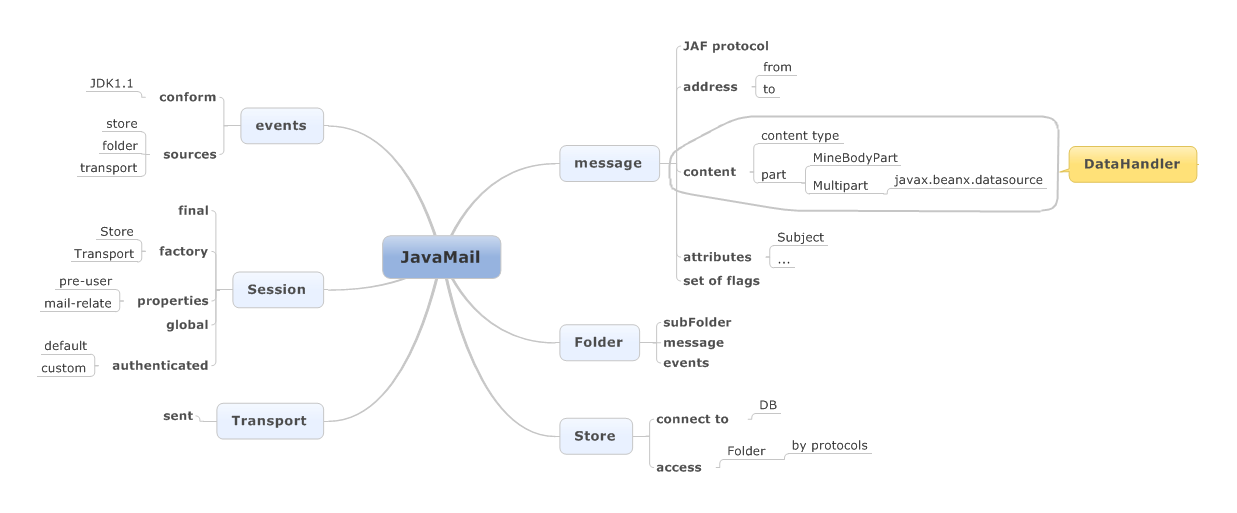 JavaMail
events
conform
JDK1.1
sources
store
folder
transport
Session
final
factory
Store
Transport
properties
pre-user
mail-relate
global
authenticated
default
custom
Transport
sent
message
JAF protocol
address
from
to
content
content type
part
MineBodyPart
Multipart
javax.beanx.datasource
DataHandler
attributes
Subject
...
set of flags
Folder
subFolder
message
events
Store
connect to
DB
access
Folder
by protocols